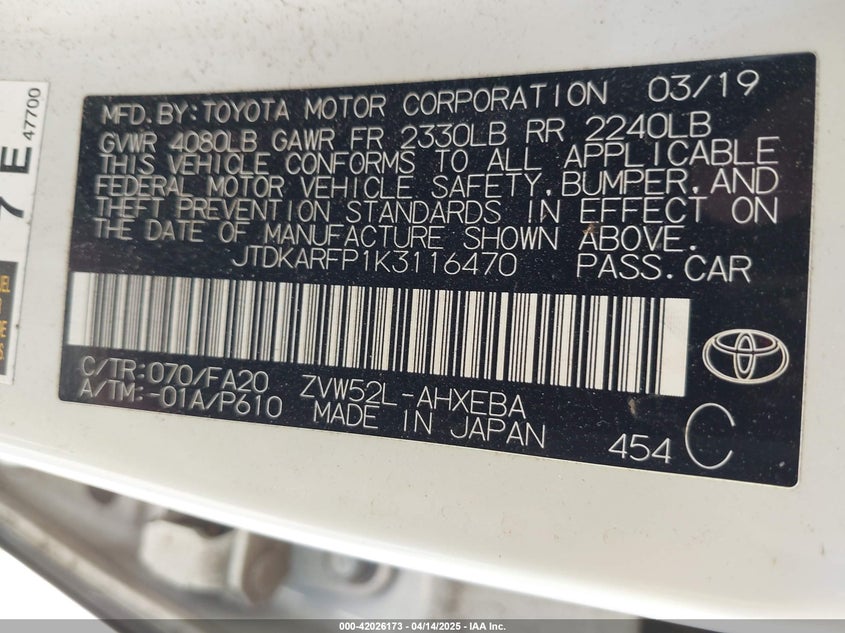 MFD. BY: TOYOTA MOTOR CORPORATION 03/19
GVWR 4080LB GAWR FR 2330LB RR 2240LB
THIS VEHICLE CONFORMS TO ALL APPLICABLE
FEDERAL MOTOR VEHICLE SAFETY, BUMPER, AND
THEFT PREVENTION STANDARDS IN EFFECT ON
THE DATE OF MANUFACTURE SHOWN ABOVE.
JTDKARFP1K3116470 PASS. CAR
C/TR: 070/FA20 ZVW52L-AHXEBA
A/TM: -01A/P610 MADE IN JAPAN
454 C
7E
47700
000-42026173 - 04/14/2025 - © IAA Inc.